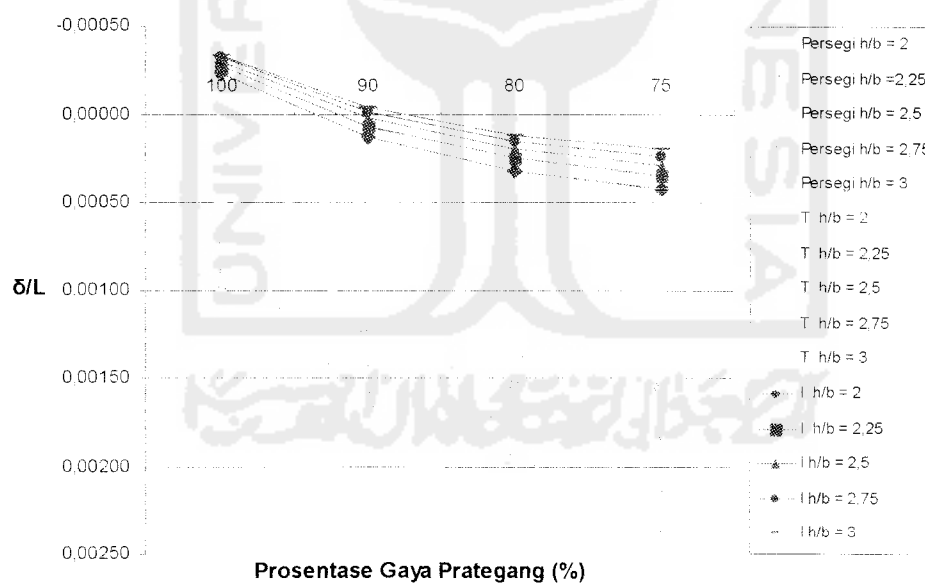 -0,00050
0,00000
0,00050
0,00100
0,00150
0,00200
0,00250
δ/L
100
90
80
75
Prosentase Gaya Prategang (%)
Persegi h/b = 2
Persegi h/b =2,25
Persegi h/b = 2,5
Persegi h/b = 2,75
Persegi h/b = 3
T h/b = 2
T h/b = 2,25
T h/b = 2,5
T h/b = 2,75
T h/b = 3
I h/b = 2
I h/b = 2,25
I h/b = 2,5
I h/b = 2,75
I h/b = 3
UNIVER
NESIA